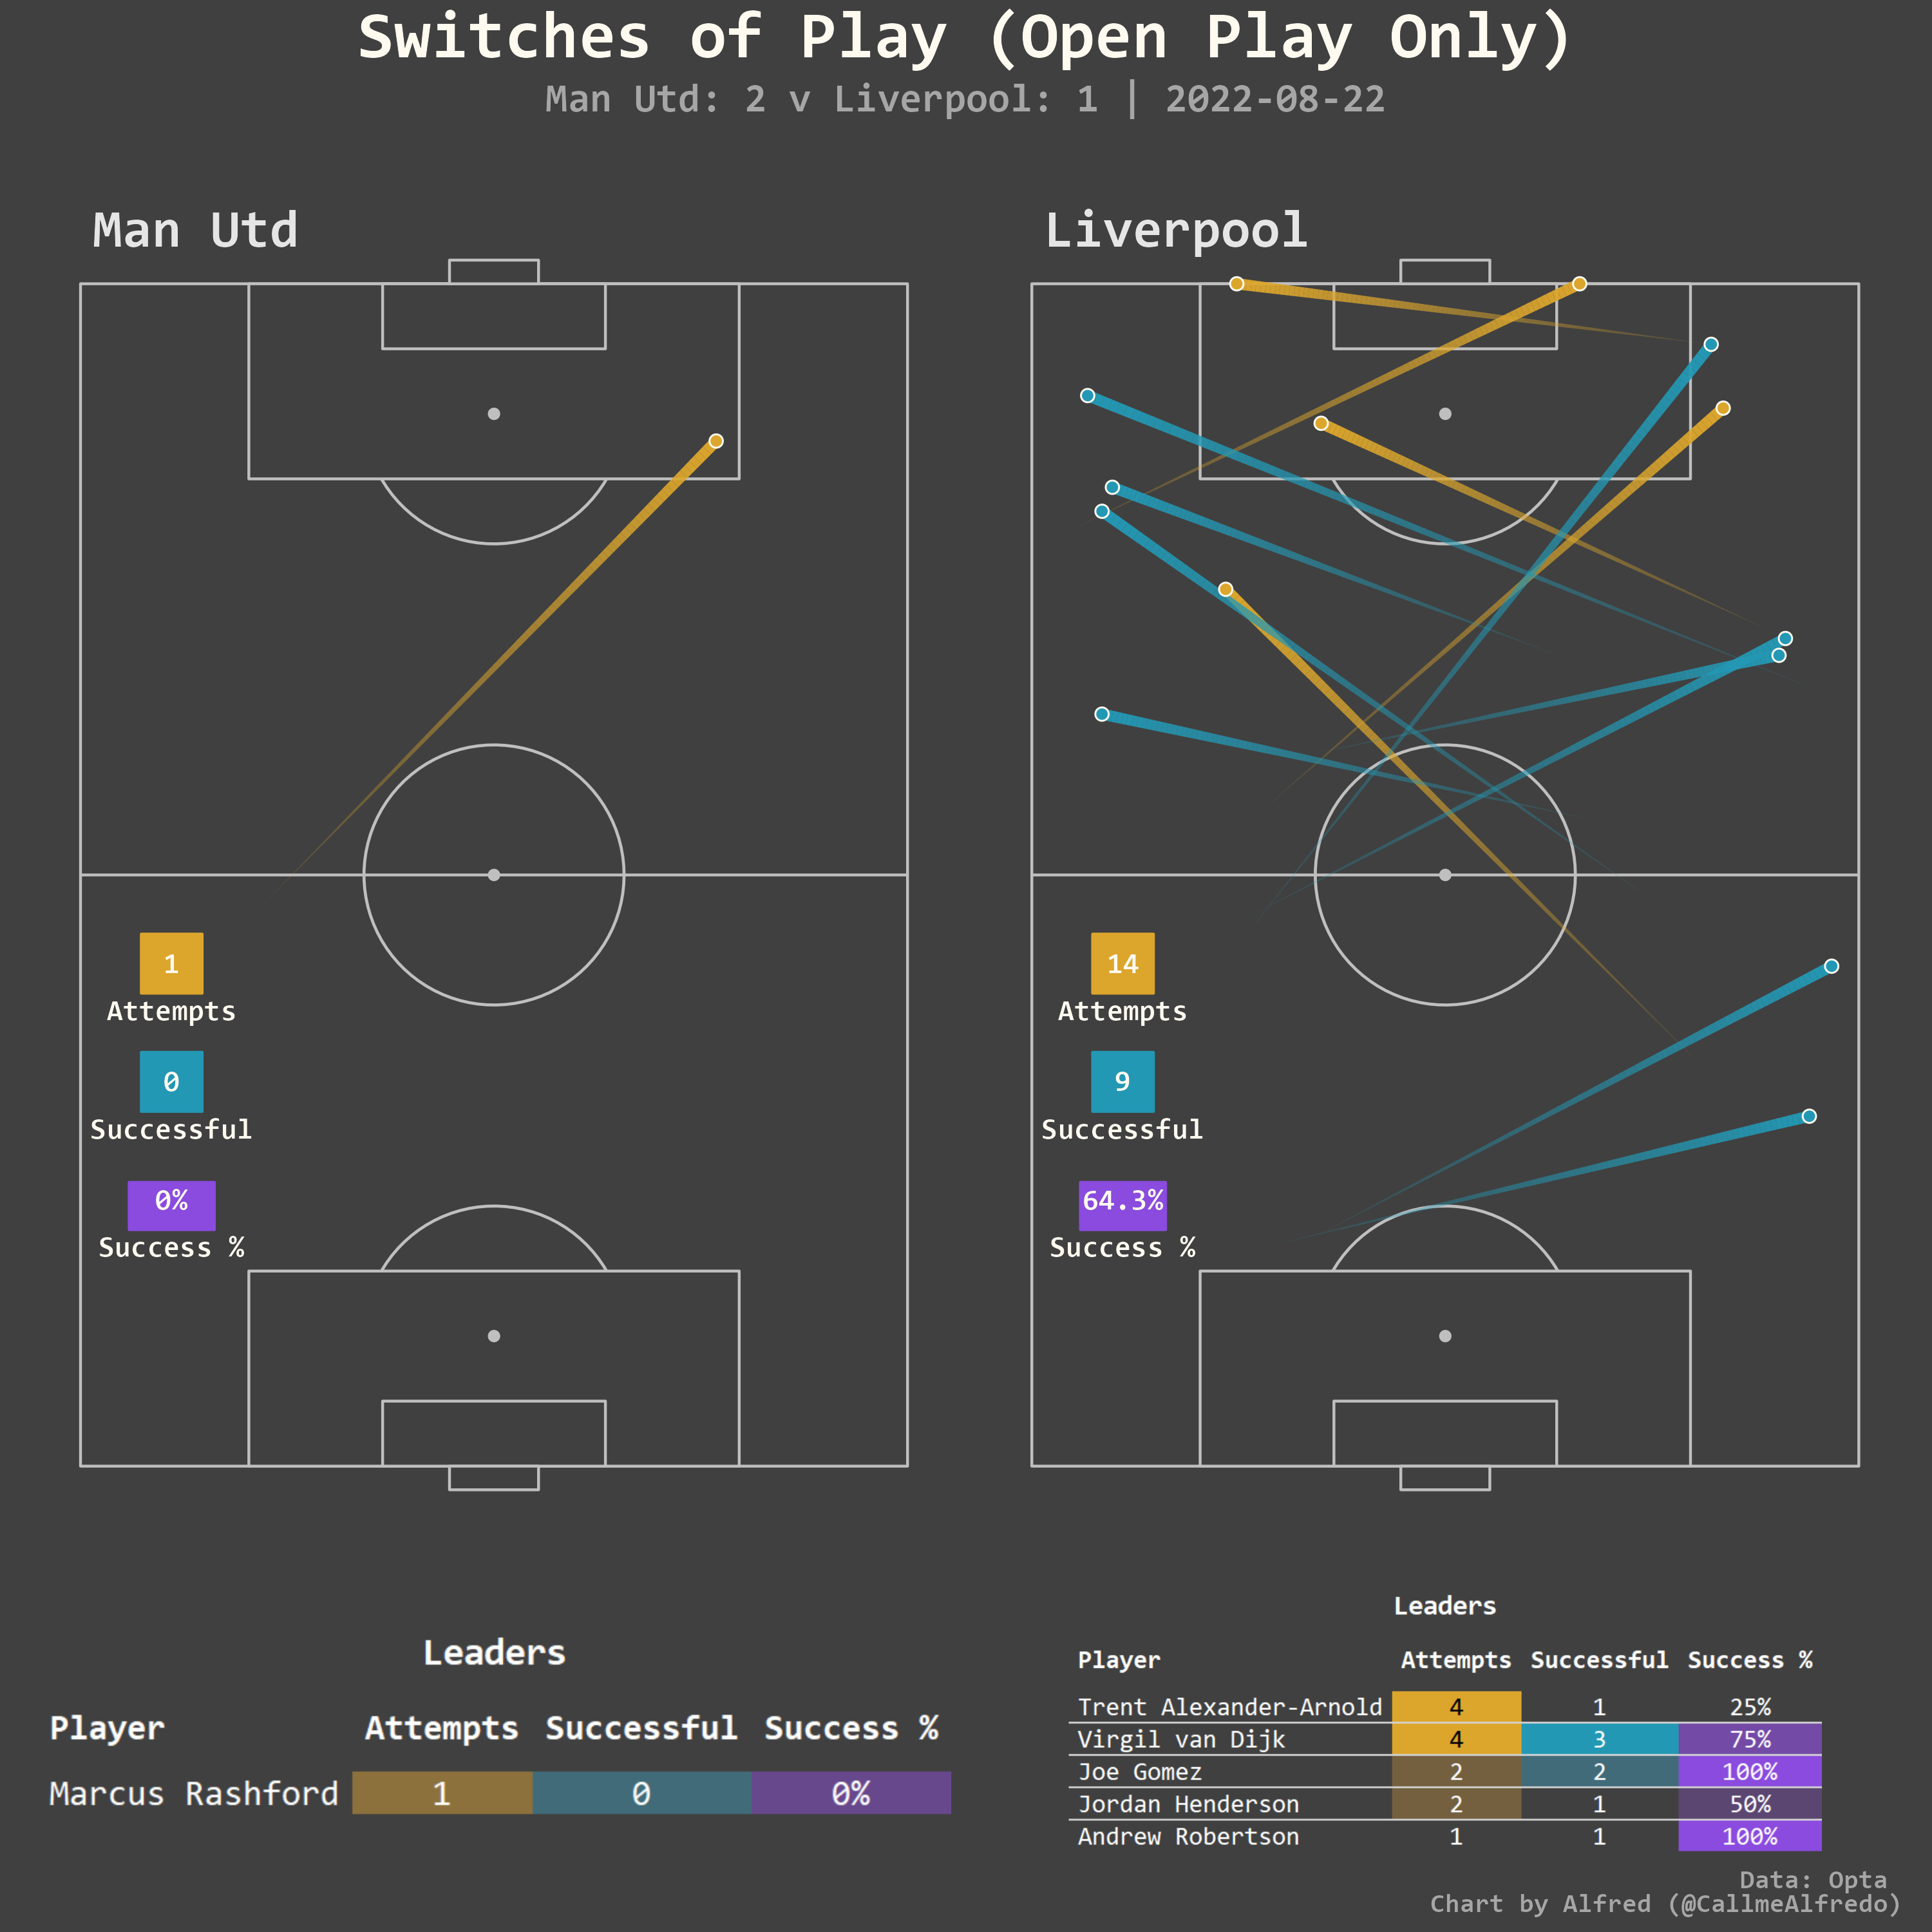 Switches of Play (Open Play Only)
Man Utd: 2 v Liverpool: 1 | 2022-08-22
Man Utd
1
Attempts
0
Successful
0%
Success %
Liverpool
14
Attempts
9
Successful
64.3%
Success %
Leaders
Player Attempts Successful Success %
Marcus Rashford 1 0 0%
Leaders
Player Attempts Successful Success %
Trent Alexander-Arnold 4 1 25%
Virgil van Dijk 4 3 75%
Joe Gomez 2 2 100%
Jordan Henderson 2 1 50%
Andrew Robertson 1 1 100%
Data: Opta
Chart by Alfred (@CallmeAlfredo)